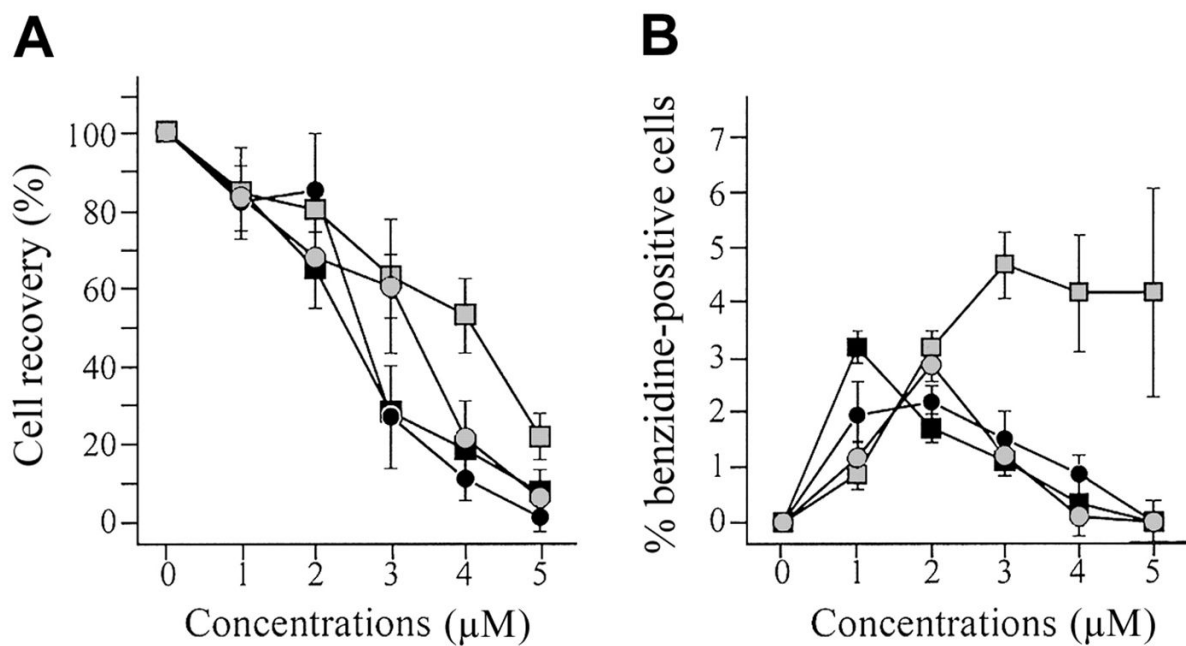 A
Cell recovery (%)
100
80
60
40
20
0
0 1 2 3 4 5
Concentrations (μM)
B
% benzidine-positive cells
7
5
4
3
2
1
0
0 1 2 3 4 5
Concentrations (μM)